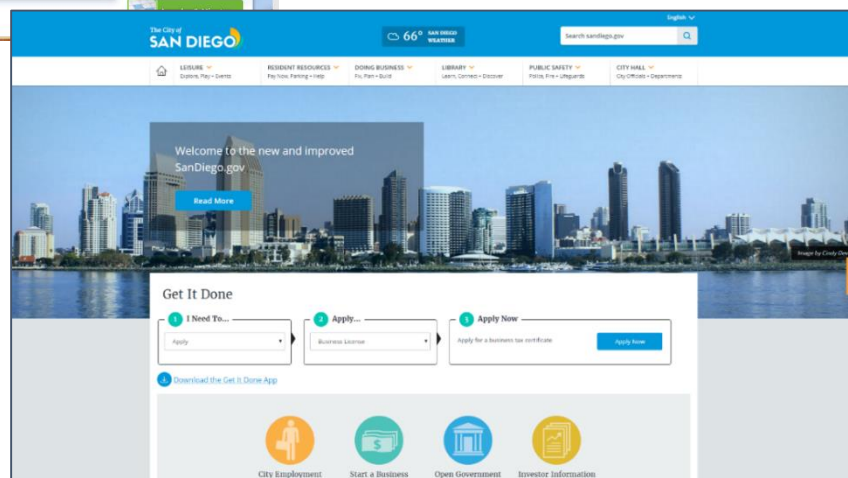 English
The City of
SAN DIEGO
66° SAN DIEGO
WEATHER
Search sandiego.gov
LEISURE
Explore, Play + Events
RESIDENT RESOURCES
Pay Now, Parking + Help
DOING BUSINESS
Fix, Plan + Build
LIBRARY
Learn, Connect + Discover
PUBLIC SAFETY
Police, Fire + Lifeguards
CITY HALL
City Officials + Departments
Welcome to the new and improved
SanDiego.gov
Read More
Image by Cindy
Get It Done
1 I Need To...
Apply
2 Apply...
Business License
3 Apply Now
Apply for a business tax certificate
Apply Now
Download the Get It Done App
City Employment
Start a Business
Open Government
Investor Information